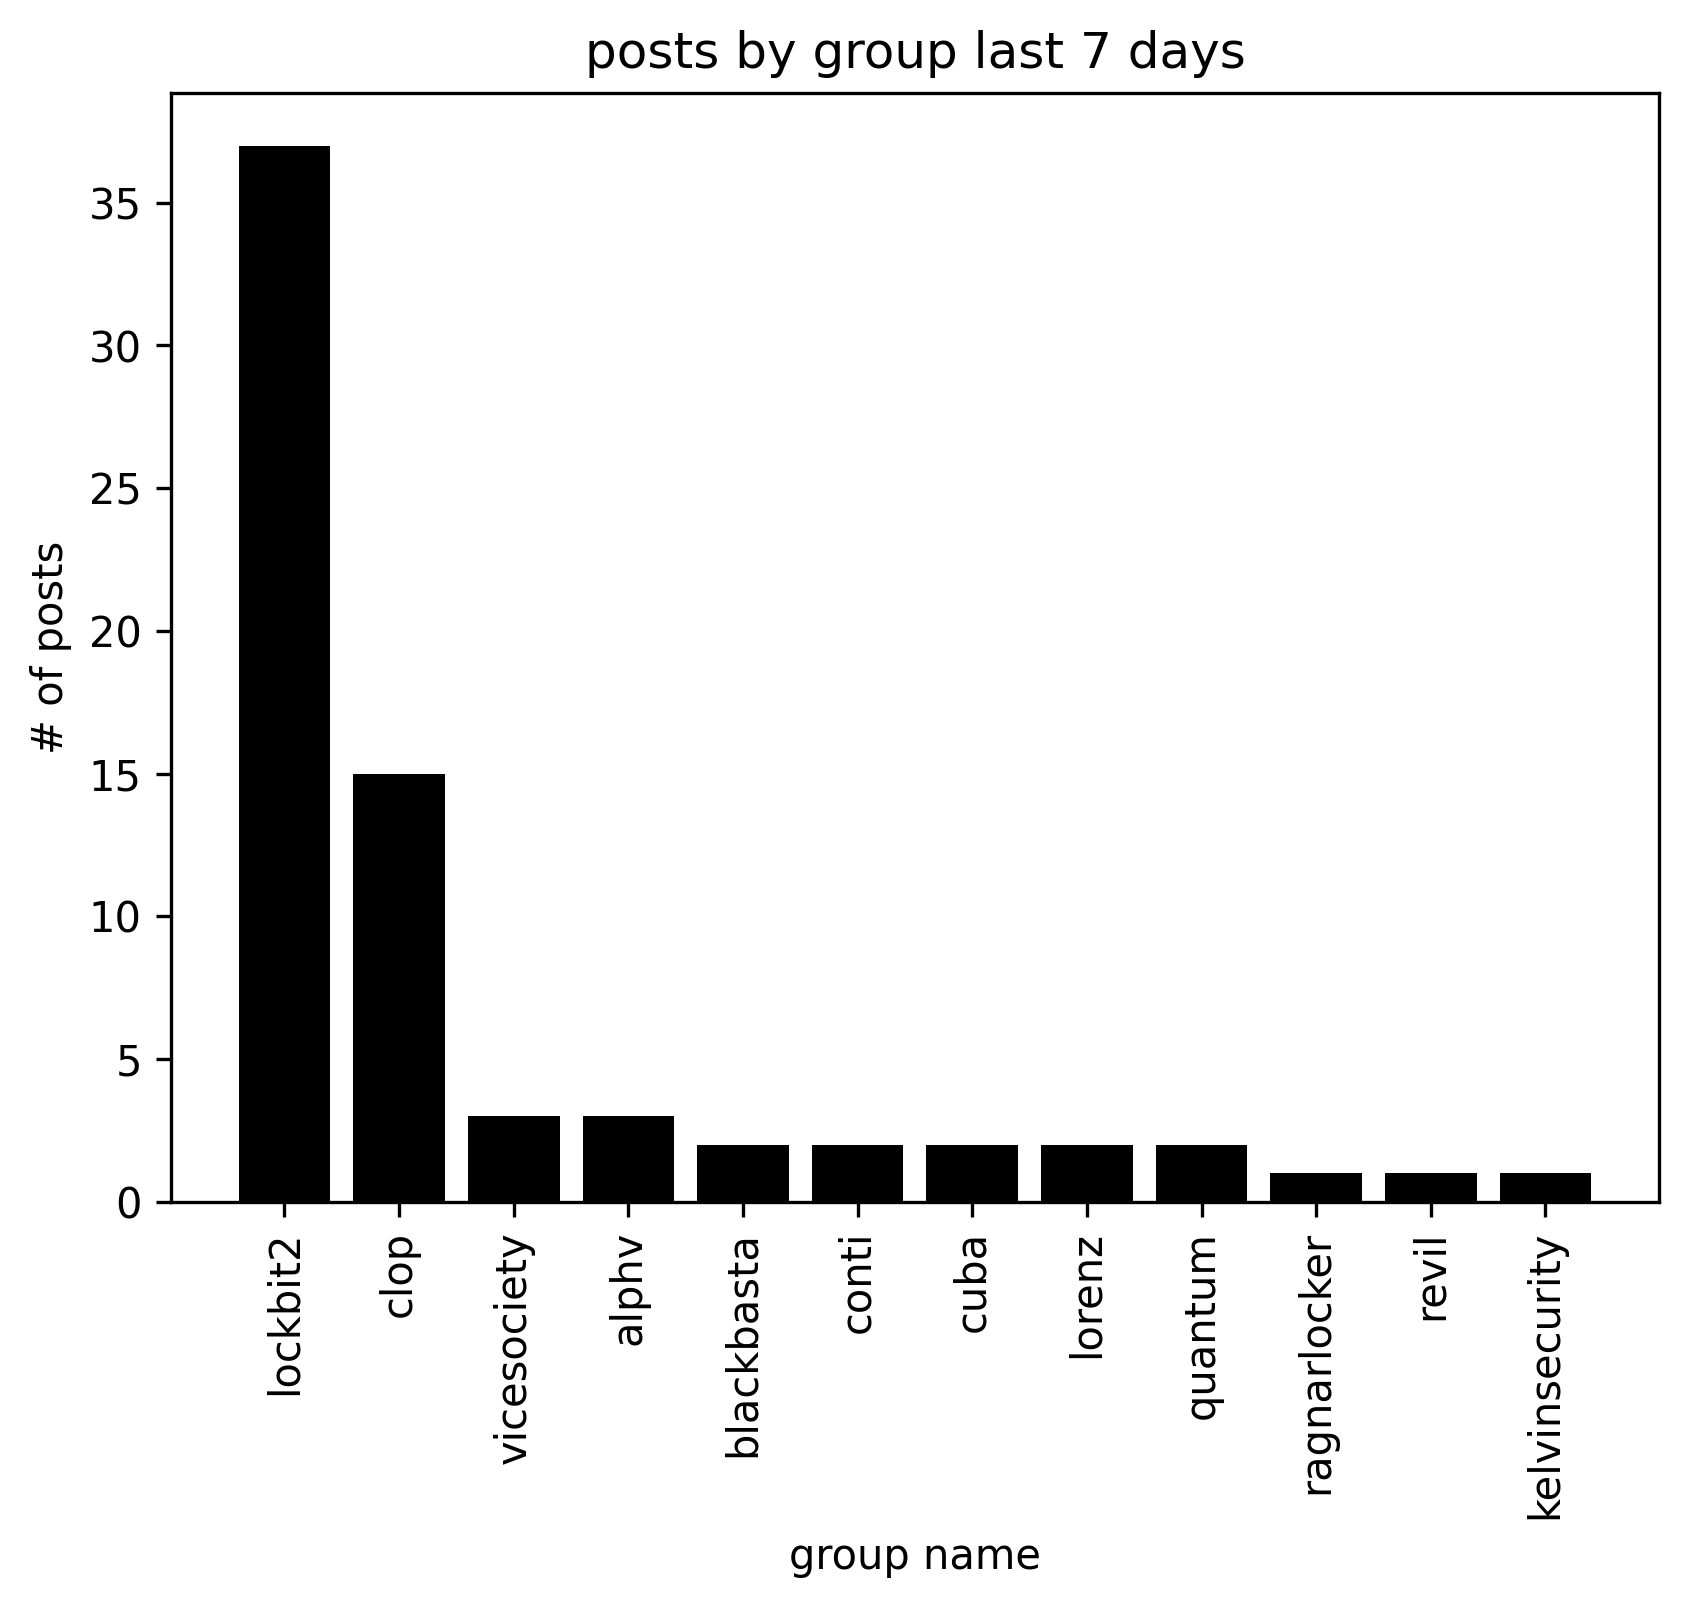 posts by group last 7 days
# of posts
35
30
25
20
15
10
5
0
lockbit2
clop
vicesociety
alphv
blackbasta
conti
cuba
lorenz
quantum
ragnarlocker
revil
kelvinsecurity
group name